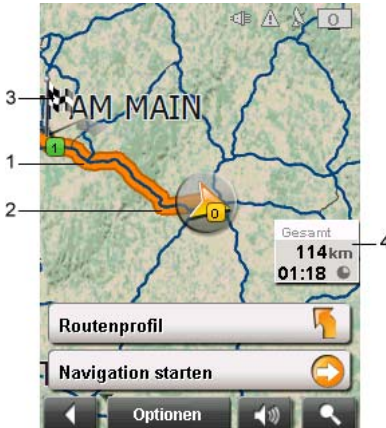 0
3
AM MAIN
1
1
2
0
Gesamt
4
114km
01:18
Routenprofil
Navigation starten
Optionen